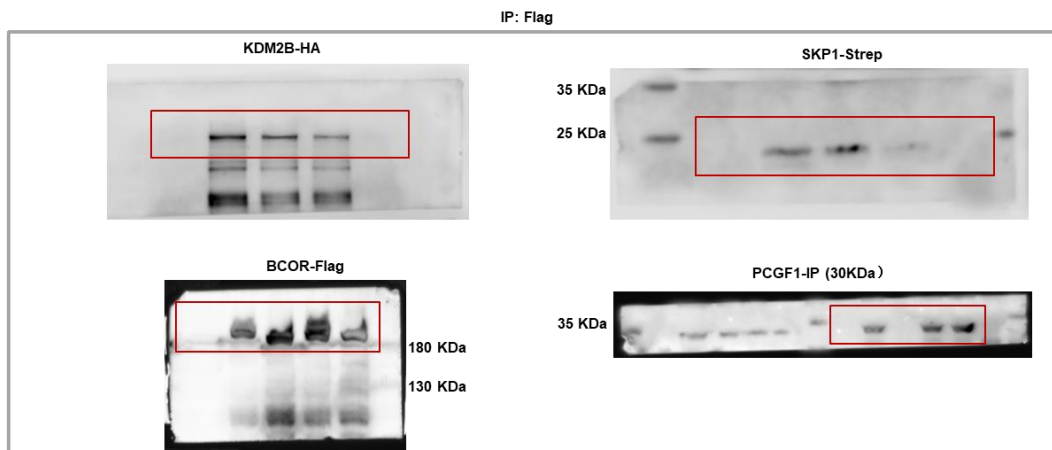 IP: Flag
KDM2B-HA
SKP1-Strep
35 KDa
25 KDa
BCOR-Flag
180 KDa
130 KDa
PCGF1-IP (30KDa）
35 KDa